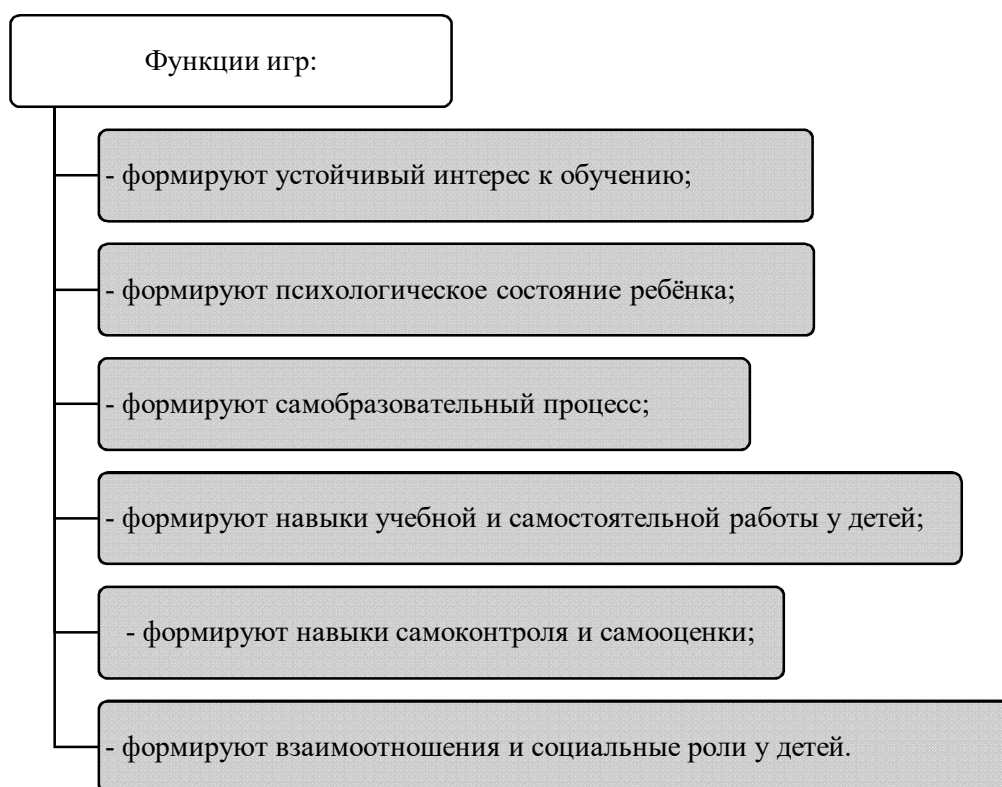 Функции игр:
- формируют устойчивый интерес к обучению;
- формируют психологическое состояние ребёнка;
- формируют самобразовательный процесс;
- формируют навыки учебной и самостоятельной работы у детей;
- формируют навыки самоконтроля и самооценки;
- формируют взаимоотношения и социальные роли у детей.